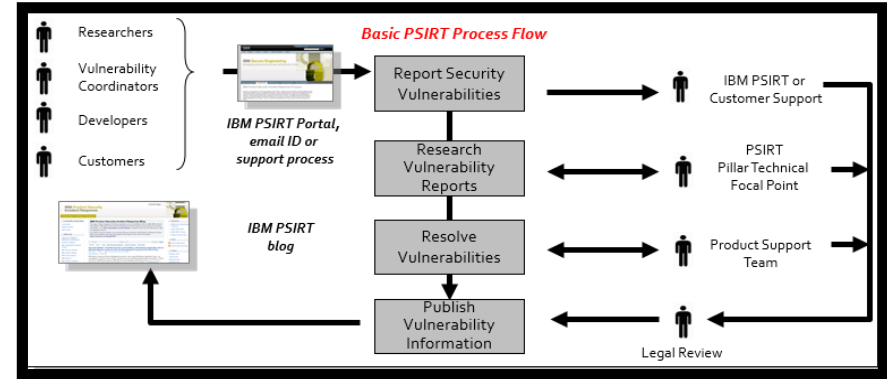 Basic PSIRT Process Flow
Researchers
Vulnerability
Coordinators
Developers
Customers
IBM PSIRT Portal,
email ID or
support process
Report Security
Vulnerabilities
IBM PSIRT or
Customer Support
Research
Vulnerability
Reports
PSIRT
Pillar Technical
Focal Point
IBM PSIRT
blog
Resolve
Vulnerabilities
Product Support
Team
Publish
Vulnerability
Information
Legal Review